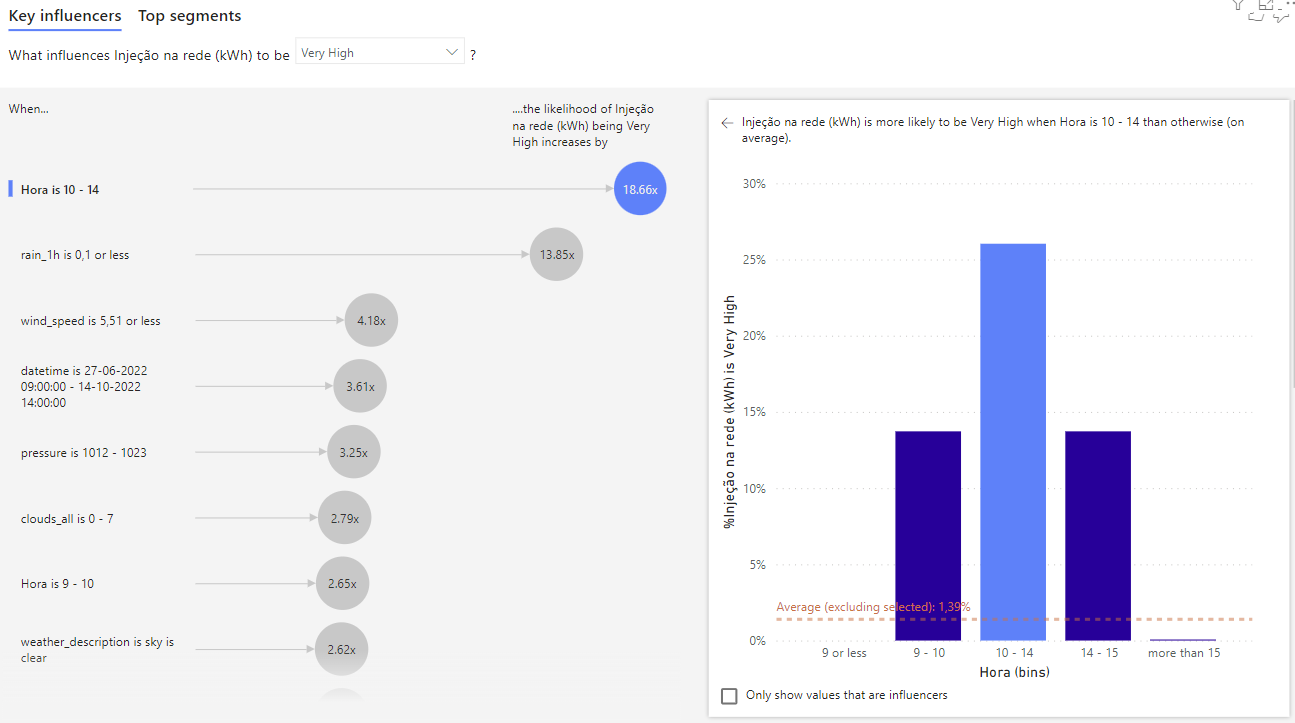 Key influencers Top segments
What influences Injeção na rede (kWh) to be Very High ?
When...
....the likelihood of Injeção
na rede (kWh) being Very
High increases by
Hora is 10 - 14
18.66x
rain_1h is 0,1 or less
13.85x
wind_speed is 5,51 or less
4.18x
datetime is 27-06-2022
09:00:00 - 14-10-2022
14:00:00
3.61x
pressure is 1012 - 1023
3.25x
clouds_all is 0 - 7
2.79x
Hora is 9 - 10
2.65x
weather_description is sky is
clear
2.62x
Injeção na rede (kWh) is more likely to be Very High when Hora is 10 - 14 than otherwise (on
average).
%Injeção na rede (kWh) is Very High
30%
25%
20%
15%
10%
5%
0%
Average (excluding selected): 1,39%
9 or less 9 - 10 10 - 14 14 - 15 more than 15
Hora (bins)
Only show values that are influencers